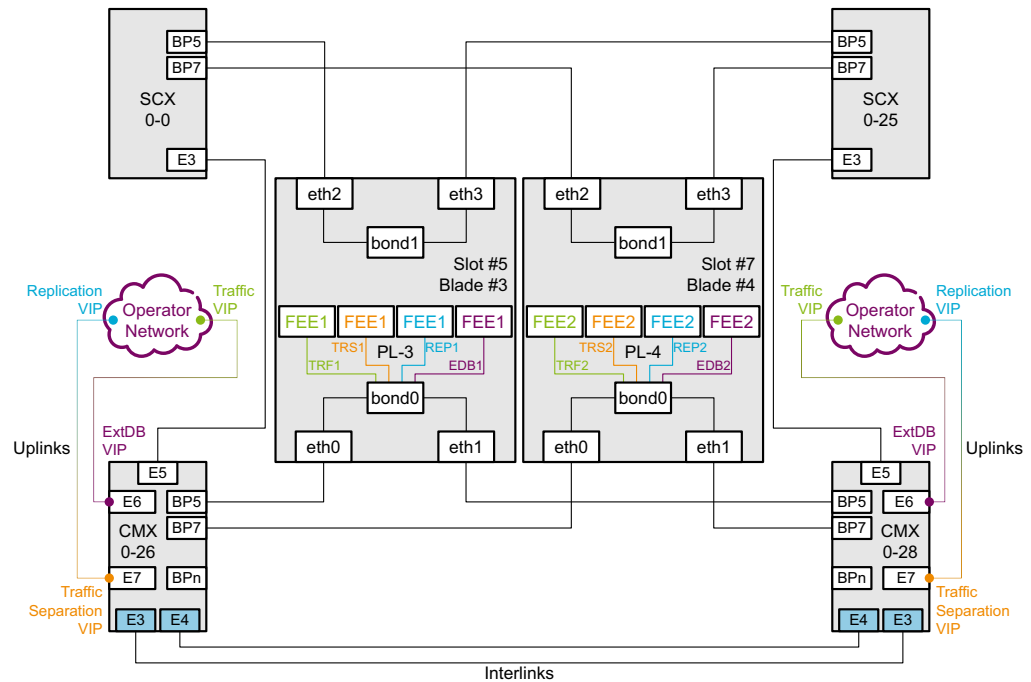 BP5
BP7
SCX
0-0
E3
BP5
BP7
SCX
0-25
E3
eth2
eth3
bond1
Slot #5
Blade #3
FEE1
FEE1
FEE1
FEE1
TRS1
PL-3
REP1
TRF1
EDB1
bond0
eth0
eth1
eth2
eth3
bond1
Slot #7
Blade #4
FEE2
FEE2
FEE2
FEE2
TRS2
PL-4
REP2
TRF2
EDB2
bond0
eth0
eth1
Replication
VIP
Operator
Network
Traffic
VIP
Traffic
VIP
Operator
Network
Replication
VIP
Uplinks
ExtDB
VIP
E5
E6
BP5
BP7
CMX
0-26
E7
BPn
Traffic
Separation
VIP
E3
E4
ExtDB
VIP
Uplinks
E5
BP5
E6
BP7
CMX
0-28
BPn
E7
Traffic
Separation
VIP
E4
E3
Interlinks